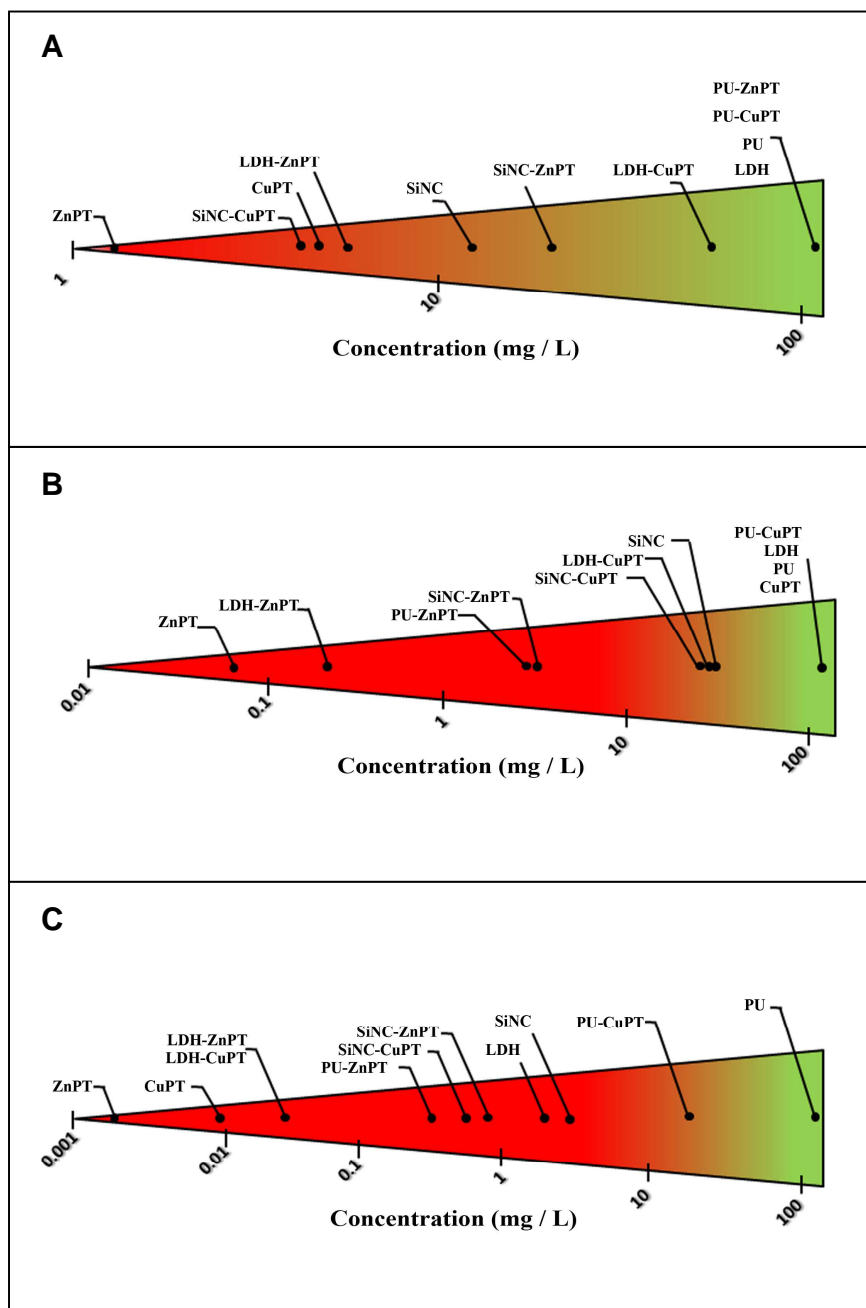 A
PU-ZnPT
PU-CuPT
PU
LDH
LDH-ZnPT
CuPT
SiNC-CuPT
ZnPT
SiNC
SiNC-ZnPT
LDH-CuPT
1
10
100
Concentration (mg / L)
B
PU-CuPT
LDH
PU
CuPT
SiNC
LDH-CuPT
SiNC-CuPT
SiNC-ZnPT
PU-ZnPT
LDH-ZnPT
ZnPT
0.01
0.1
1
10
100
Concentration (mg / L)
C
PU
PU-CuPT
SiNC
LDH
SiNC-ZnPT
SiNC-CuPT
PU-ZnPT
LDH-ZnPT
LDH-CuPT
CuPT
ZnPT
0.001
0.01
0.1
1
10
100
Concentration (mg / L)